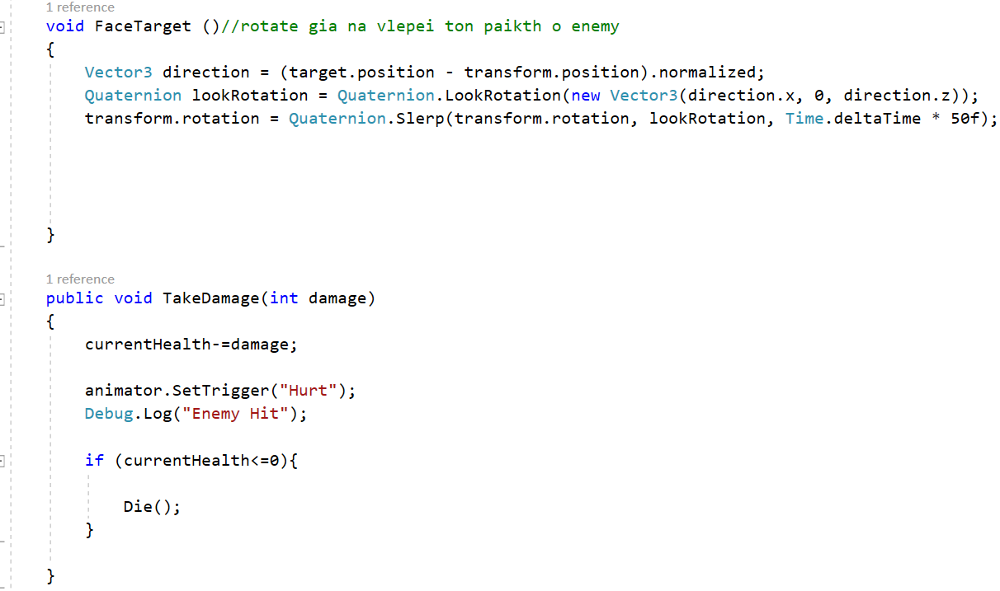 1 reference
void FaceTarget ()//rotate gia na vlepei ton paikth o enemy
{
Vector3 direction = (target.position - transform.position).normalized;
Quaternion lookRotation = Quaternion.LookRotation(new Vector3(direction.x, 0, direction.z));
transform.rotation = Quaternion.Slerp(transform.rotation, lookRotation, Time.deltaTime * 50f);
}
1 reference
public void TakeDamage(int damage)
{
currentHealth-=damage;
animator.SetTrigger("Hurt");
Debug.Log("Enemy Hit");
if (currentHealth<=0){
Die();
}
}